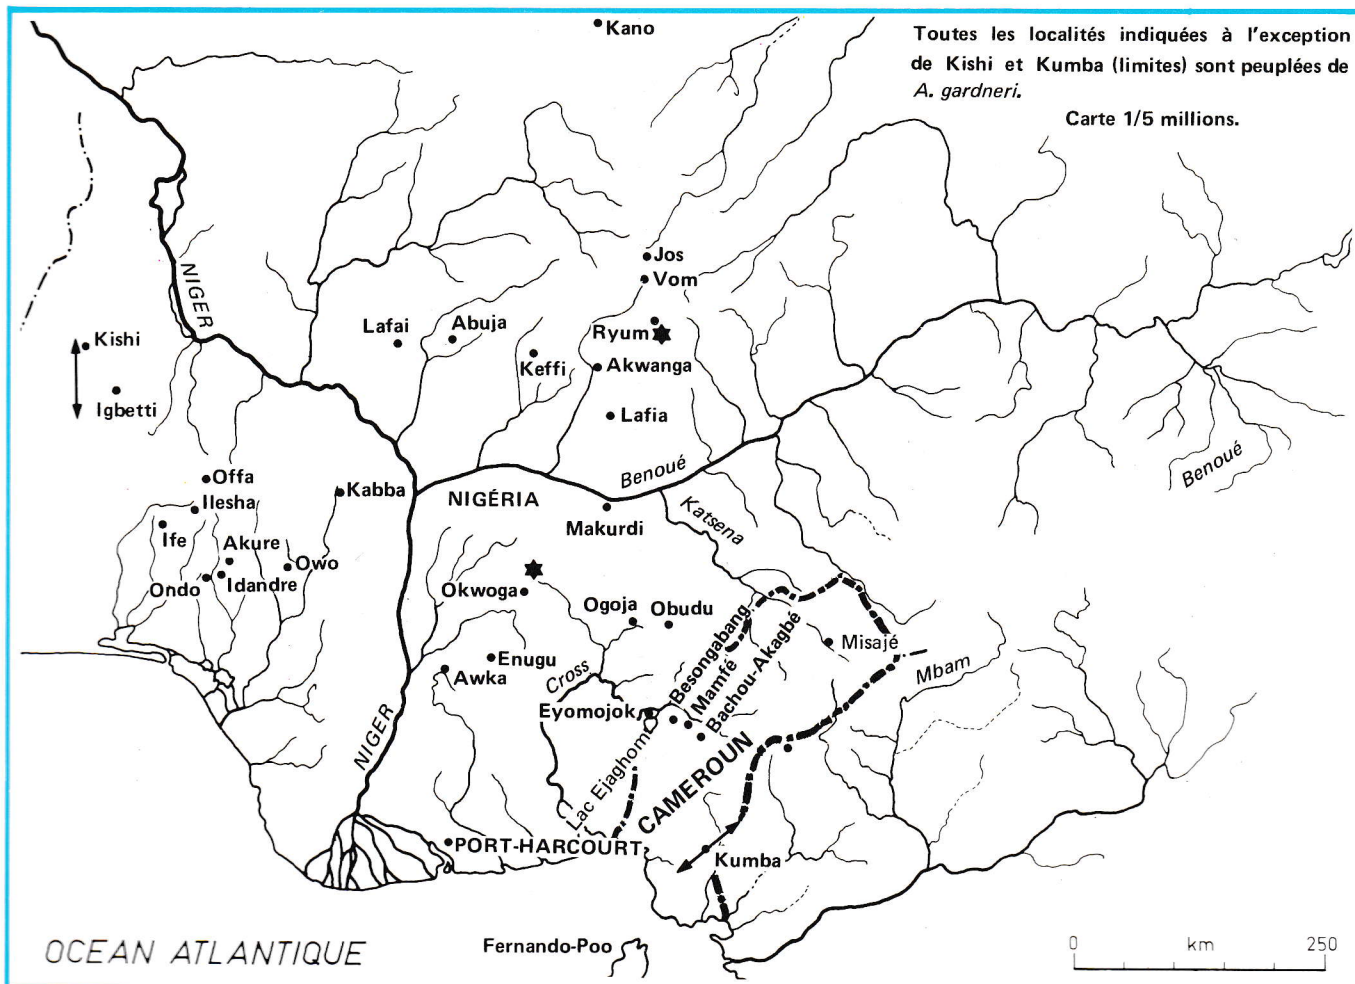 Kano
Toutes les localités indiquées à l'exception
de Kishi et Kumba (limites) sont peuplées de
A. gardneri.
Carte 1/5 millions.
Jos
Vom
NIGER
Lafai
Abuja
Ryum
Kishi
Keffi
Akwanga
Igbetti
Lafia
Benoué
Benoué
Offa
Kabba
NIGÉRIA
Ilesha
Katsena
Makurdi
Ife
Akure
Owo
Ondo
Idandre
Okwoga
Ogoja
Obudu
Besongabang
Mamfé
Bachou-Akagbé
Misajé
Enugu
Awka
Cross
Mbam
Eyomojok
NIGER
Lac Ejaghom
CAMEROUN
PORT-HARCOURT
Kumba
OCEAN ATLANTIQUE
Fernando-Poo
0 km 250